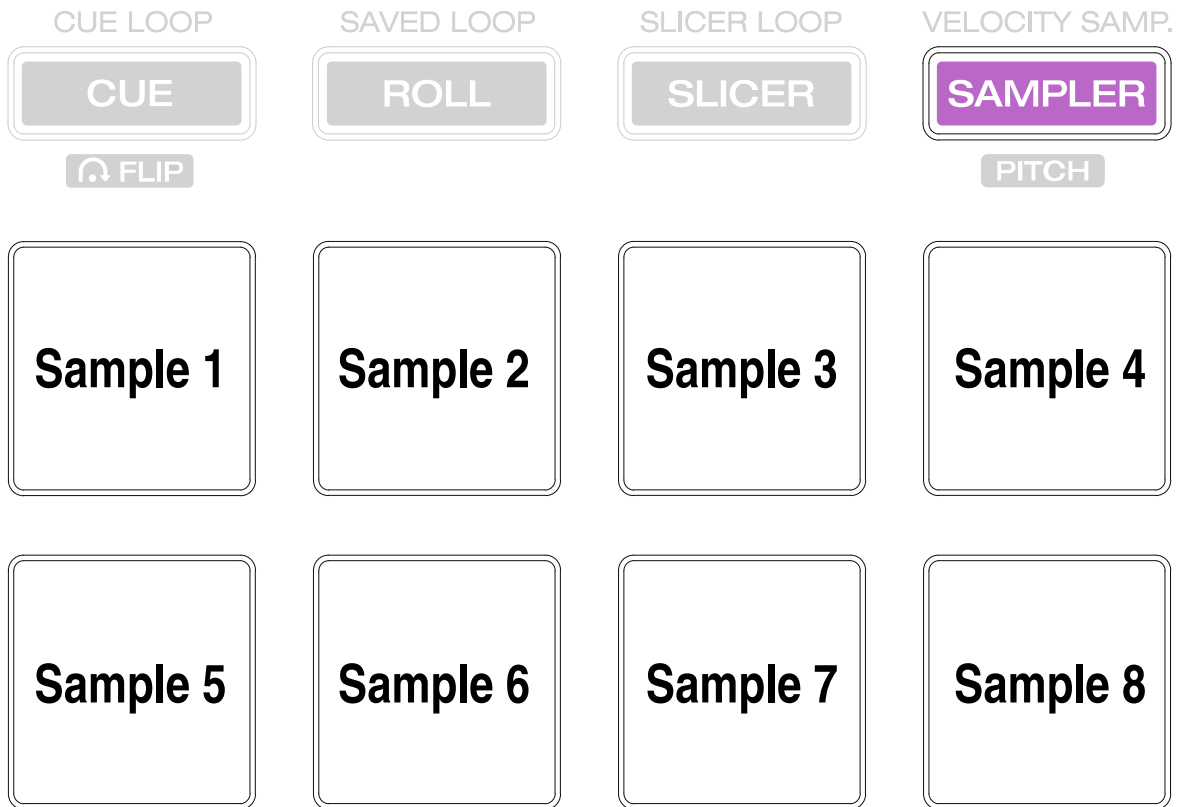 CUE LOOP SAVED LOOP SLICER LOOP VELOCITY SAMP.
CUE ROLL SLICER SAMPLER
FLIP PITCH
Sample 1 Sample 2 Sample 3 Sample 4
Sample 5 Sample 6 Sample 7 Sample 8